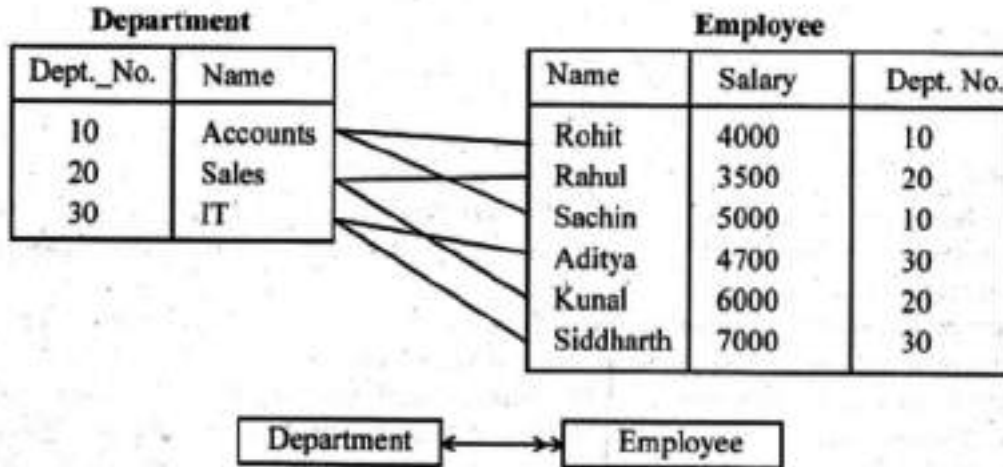 Department
Dept._No. Name
10 Accounts
20 Sales
30 IT
Employee
Name Salary Dept. No.
Rohit 4000 10
Rahul 3500 20
Sachin 5000 10
Aditya 4700 30
Kunal 6000 20
Siddharth 7000 30
Department Employee